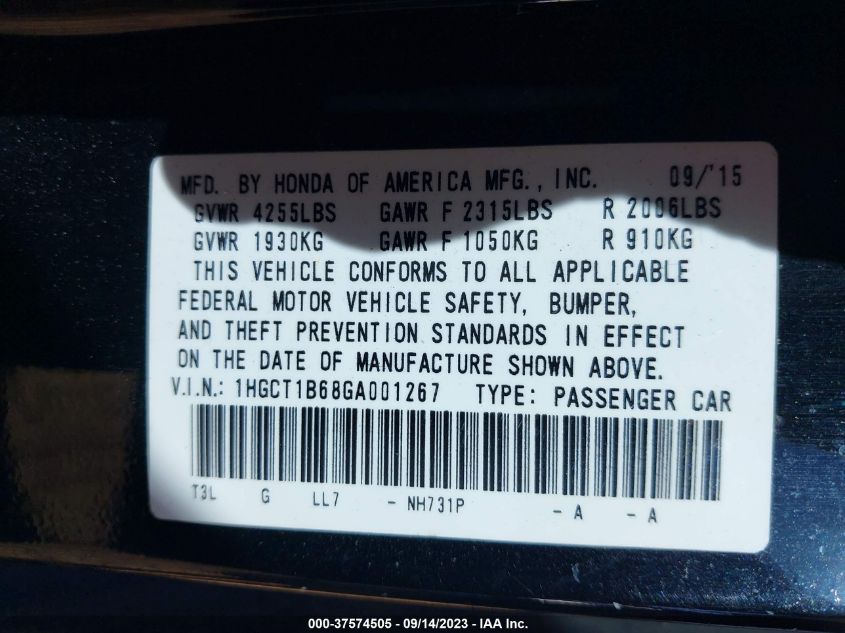 MFD. BY HONDA OF AMERICA MFG., INC. 09/'15
GVWR 4255LBS GAWR F 2315LBS R 2006LBS
GVWR 1930KG GAWR F 1050KG R 910KG
THIS VEHICLE CONFORMS TO ALL APPLICABLE
FEDERAL MOTOR VEHICLE SAFETY, BUMPER,
AND THEFT PREVENTION STANDARDS IN EFFECT
ON THE DATE OF MANUFACTURE SHOWN ABOVE.
V.I.N.: 1HGCT1B68GA001267 TYPE: PASSENGER CAR
T3L G LL7 - NH731P - A - A
000-37574505 - 09/14/2023 - IAA Inc.